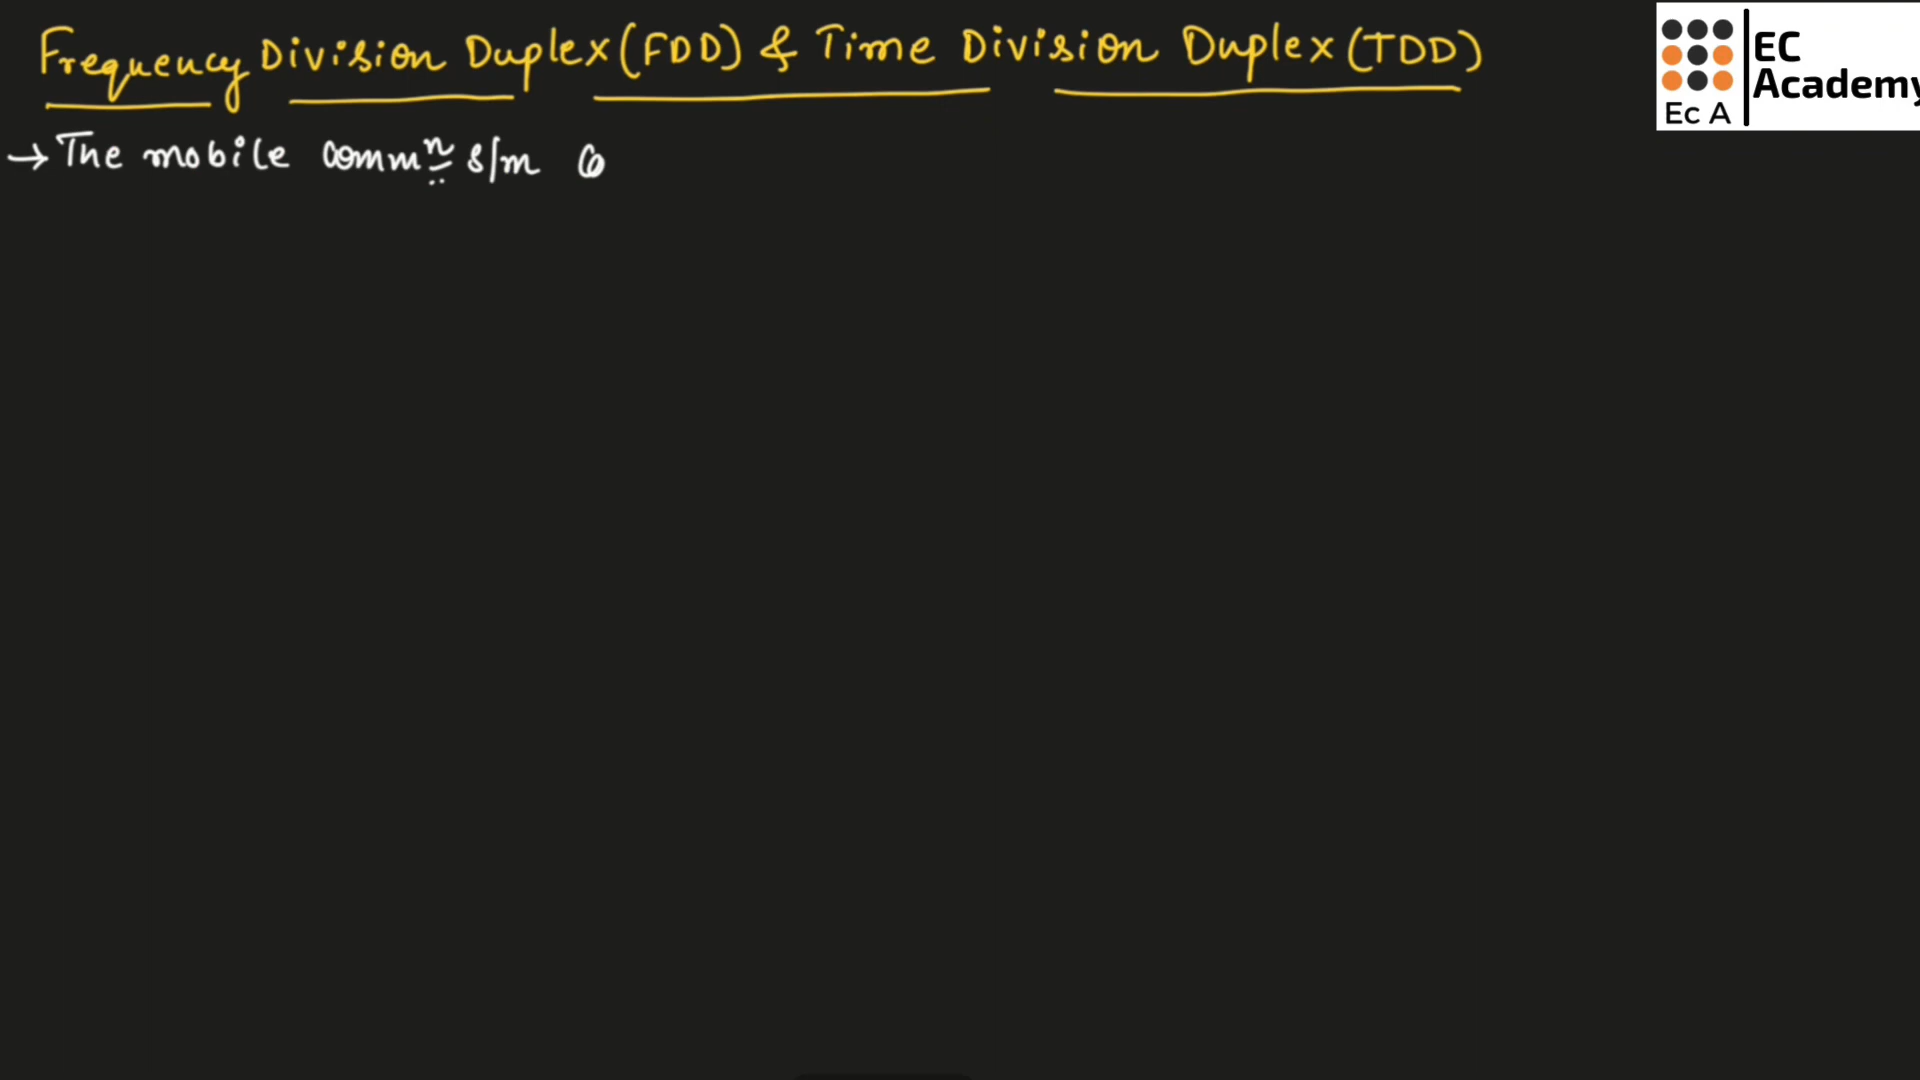 Frequency Division Duplex (FDD) & Time Division Duplex (TDD)
EC
Academy
Ec A
→ The mobile commn s/m